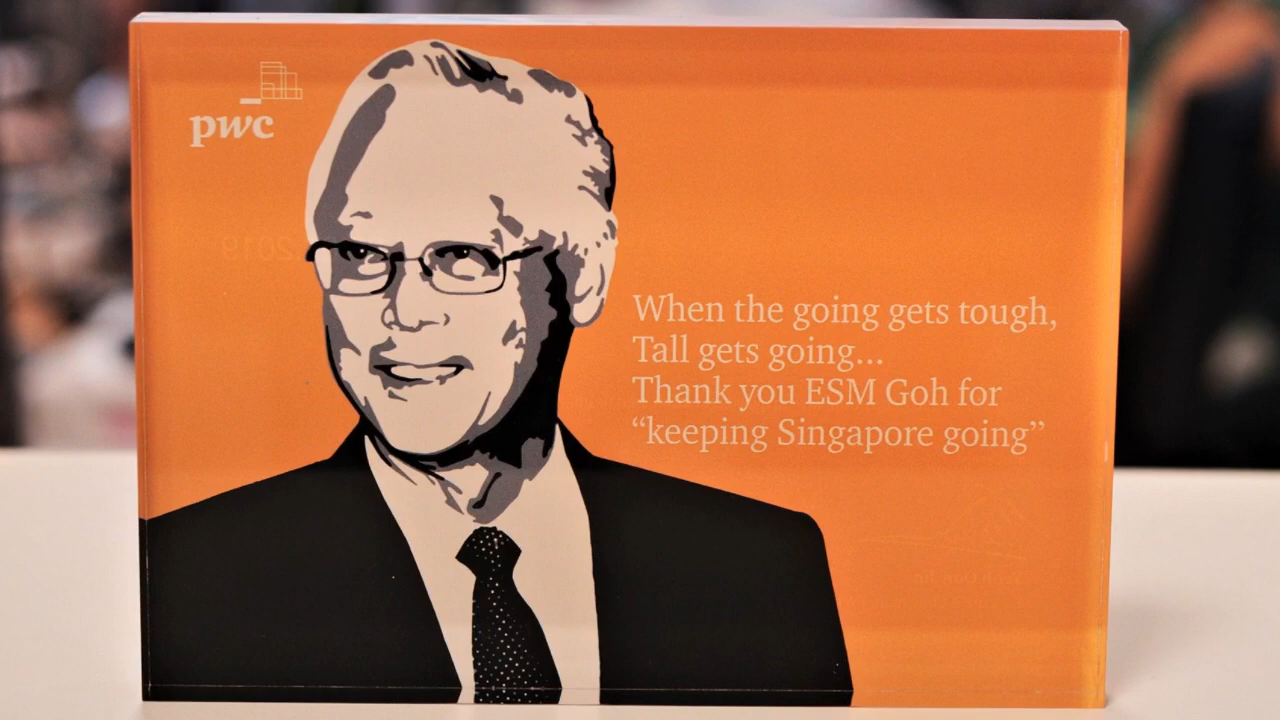 pwc
When the going gets tough,
Tall gets going...
Thank you ESM Goh for
“keeping Singapore going”